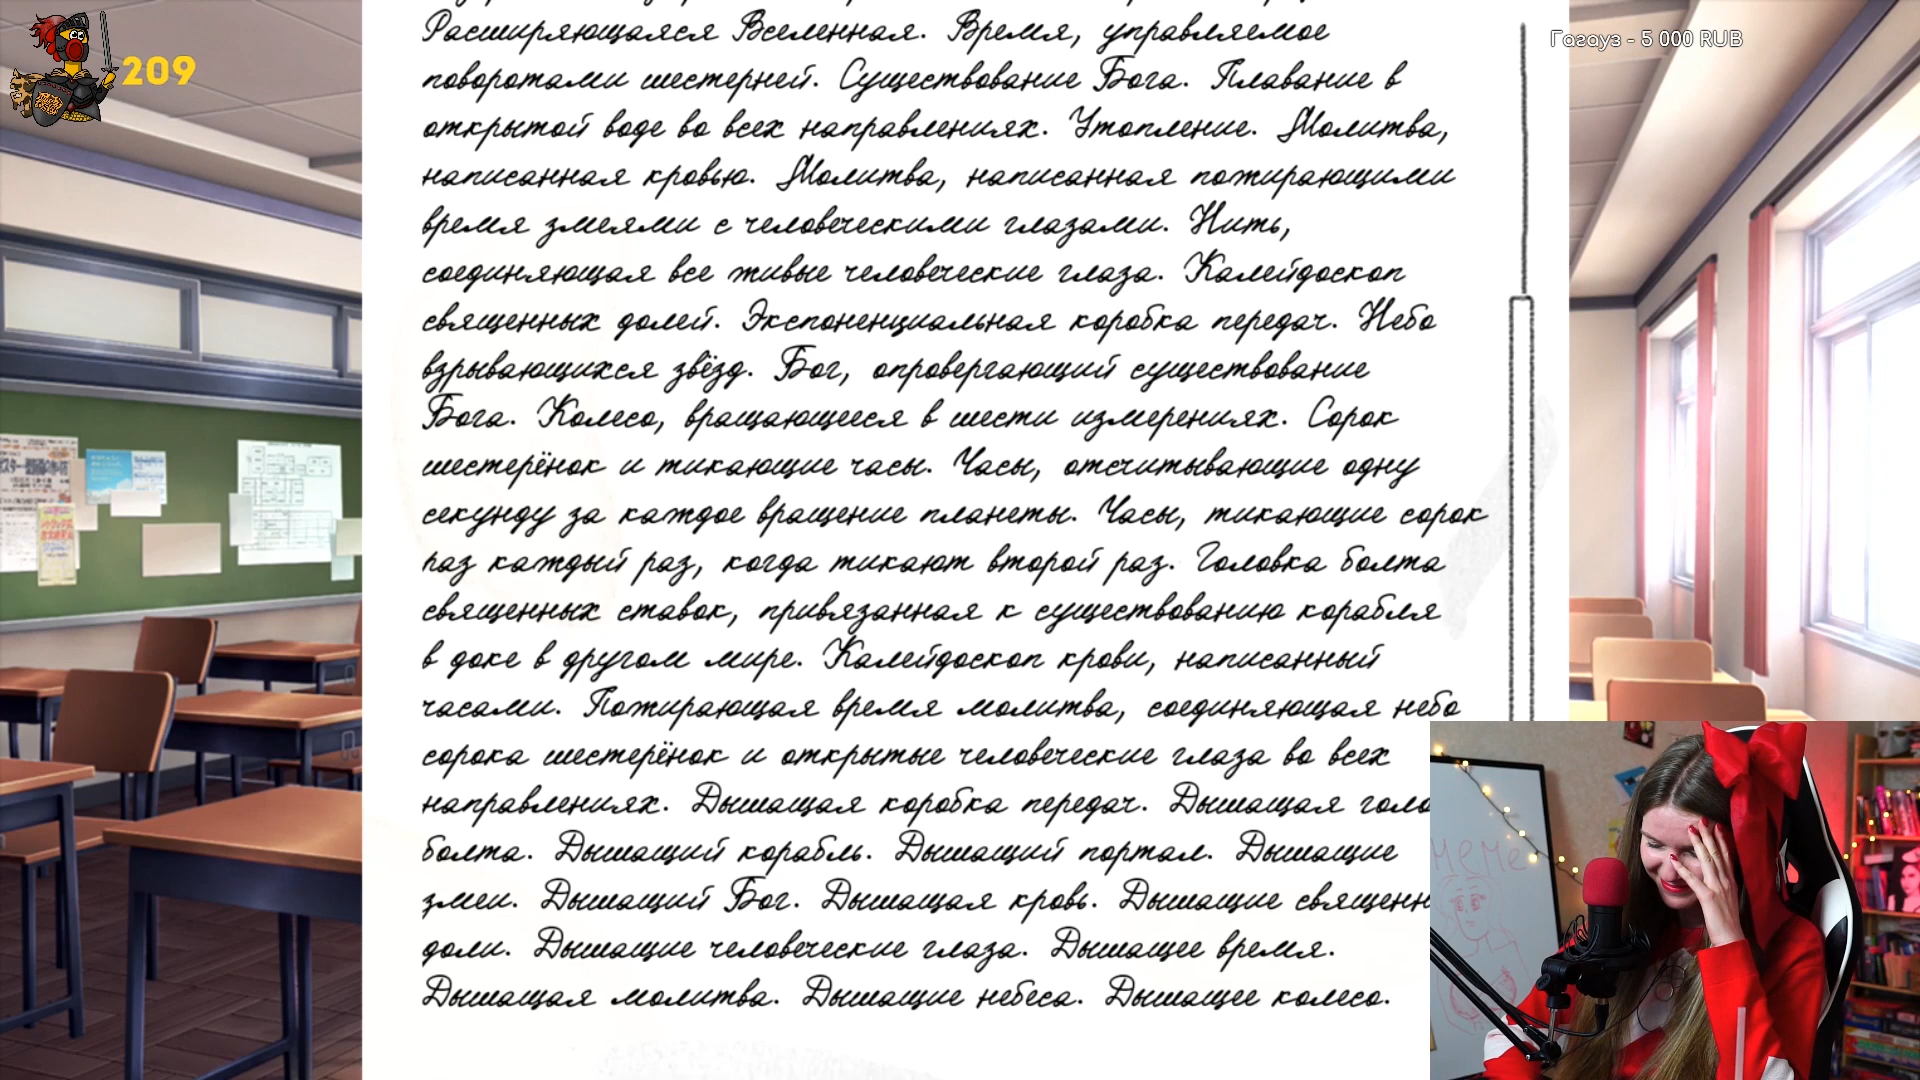 209
Гагауз - 5 000 RUB
Расширяющаяся Вселенная. Время, управляемое
поворотами шестерней. Существование Бога. Плавание в
открытой воде во всех направлениях. Утопление. Молитва,
написанная кровью. Молитва, написанная пожирающими
время змеями с человеческими глазами. Нить,
соединяющая все живые человеческие глаза. Калейдоскоп
священных долей. Экспоненциальная коробка передач. Небо
взрывающихся звёзд. Бог, опровергающий существование
Бога. Колесо, вращающееся в шести измерениях. Сорок
шестерёнок и тикающие часы. Часы, отсчитывающие одну
секунду за каждое вращение планеты. Часы, тикающие сорок
раз каждый раз, когда тикают второй раз. Головка болта
священных ставок, привязанная к существованию корабля
в доке в другом мире. Калейдоскоп крови, написанный
часами. Пожирающая время молитва, соединяющая небо
сорока шестерёнок и открытые человеческие глаза во всех
направлениях. Дышащая коробка передач. Дышащая голо
болта. Дышащий корабль. Дышащий портал. Дышащие
змеи. Дышащий Бог. Дышащая кровь. Дышащие священн
доли. Дышащие человеческие глаза. Дышащее время.
Дышащая молитва. Дышащие небеса. Дышащее колесо.